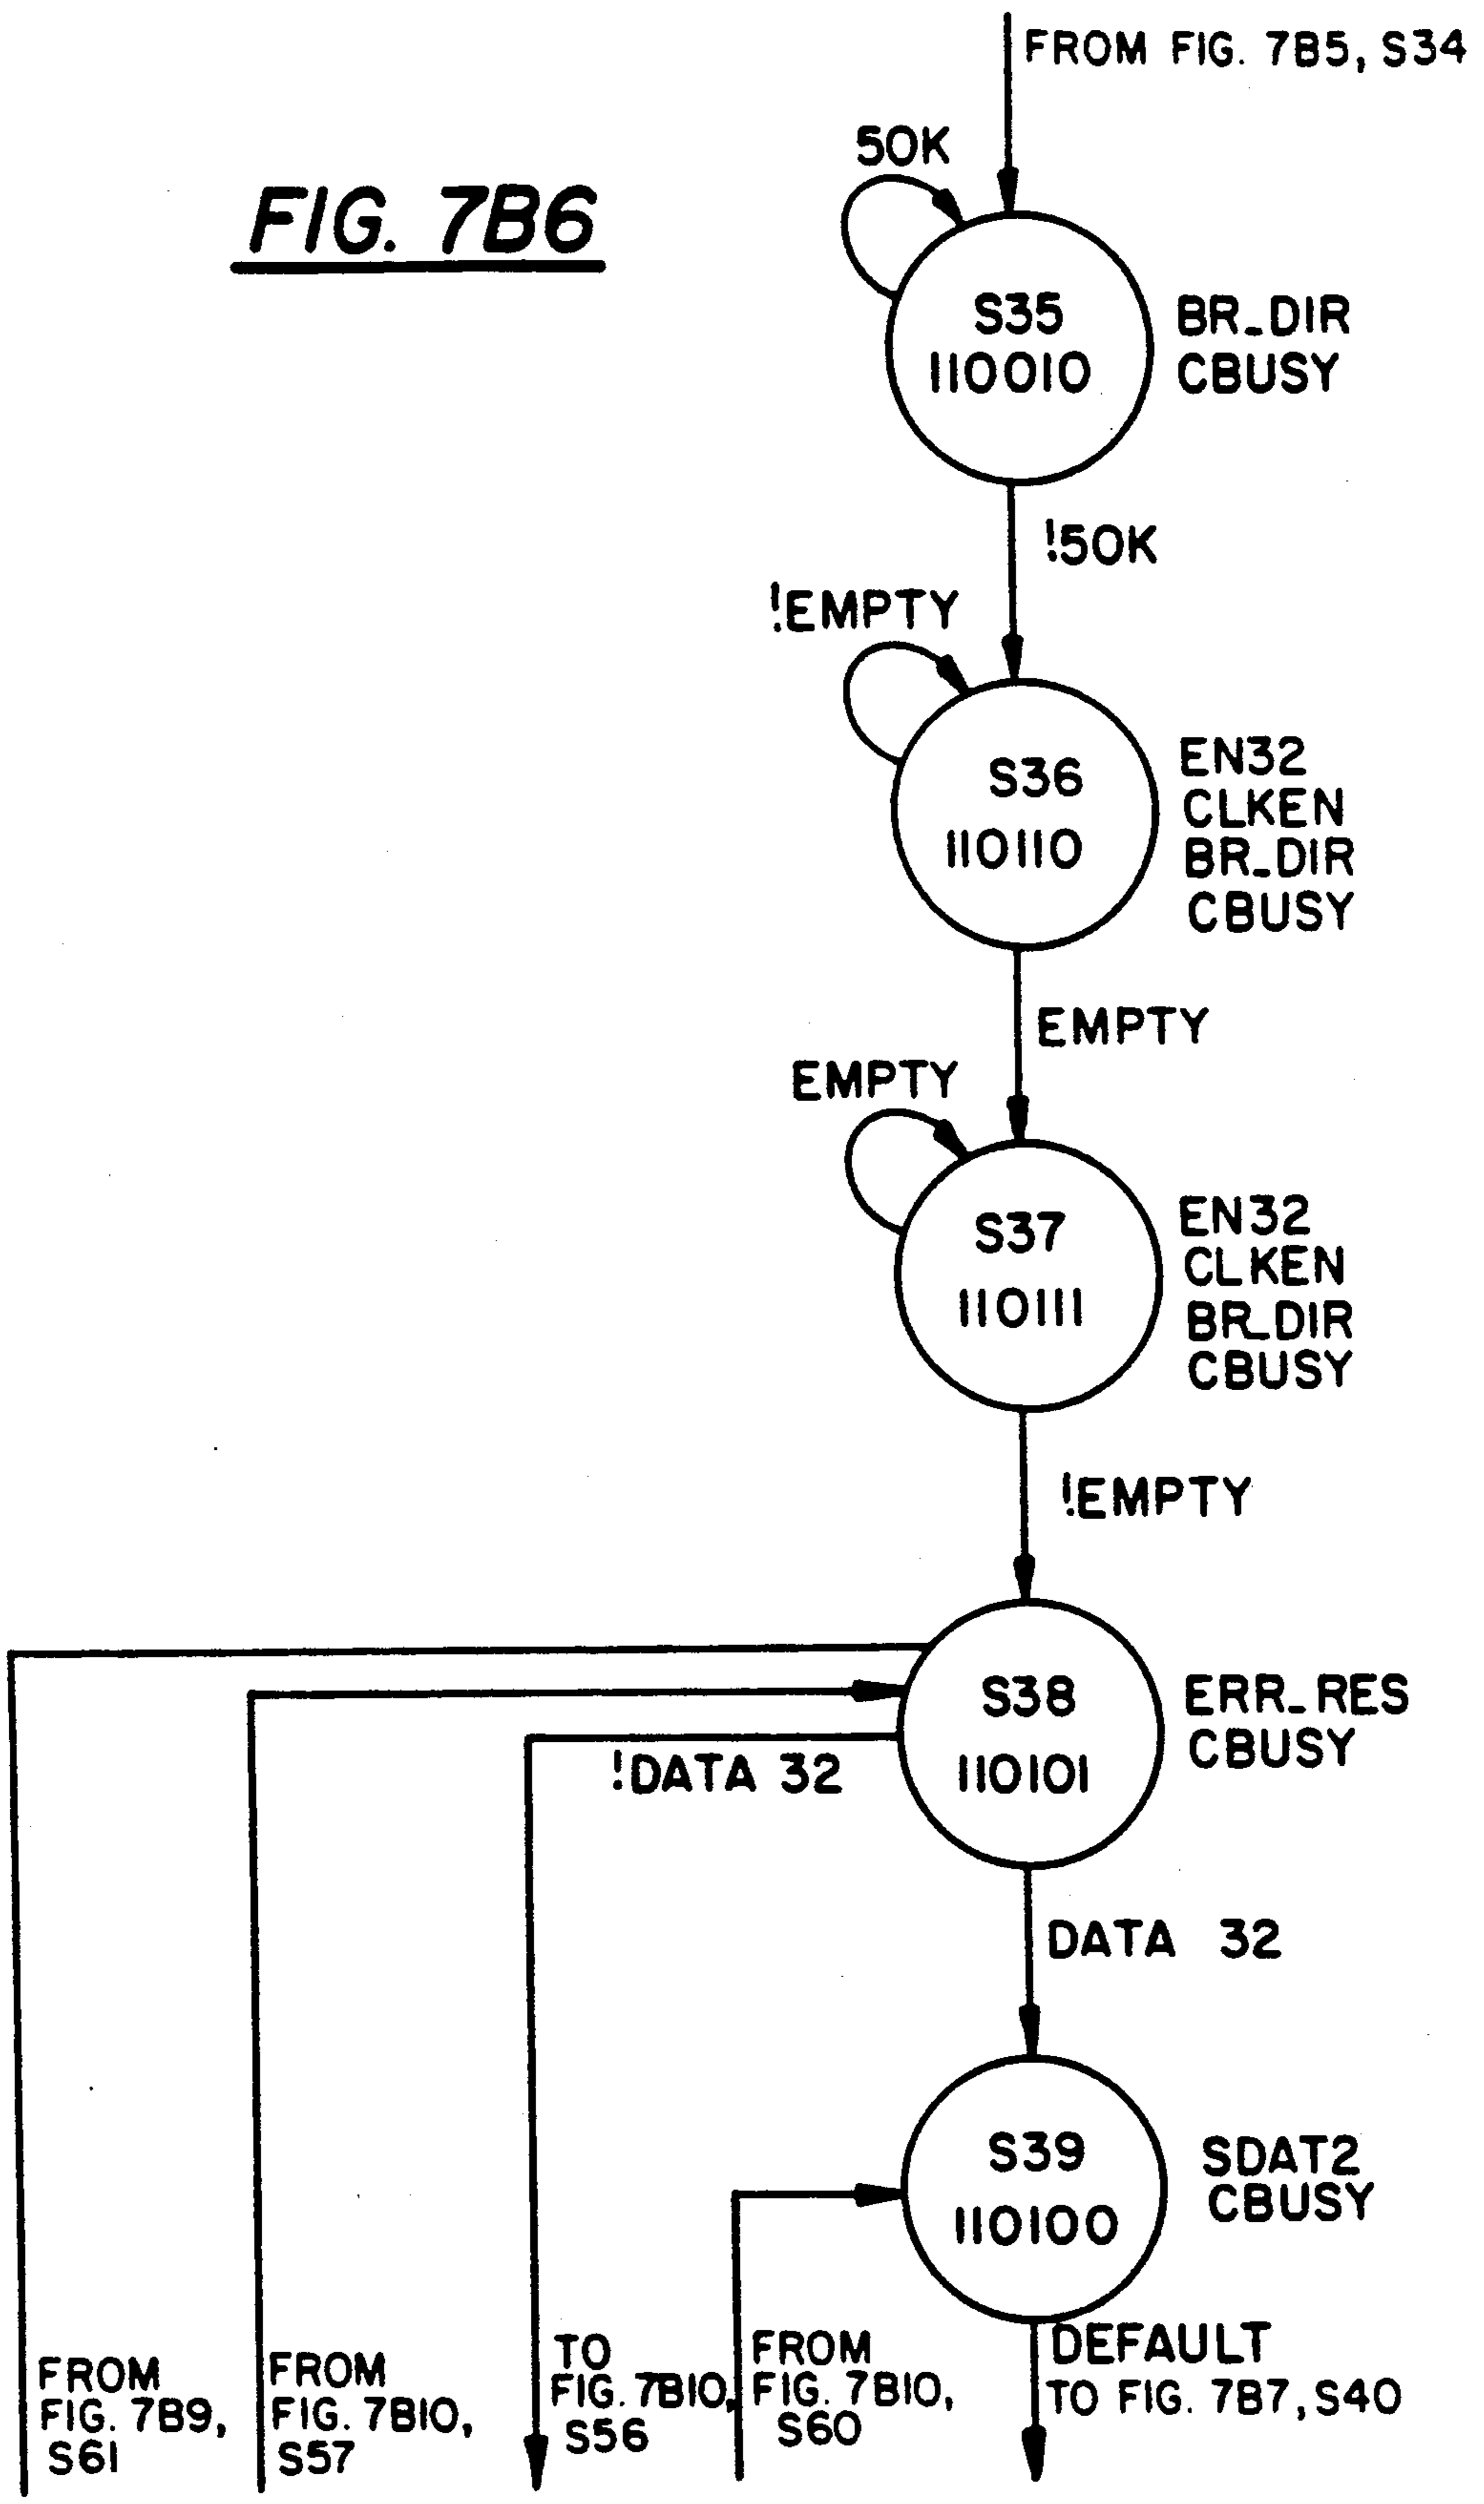 FROM FIG. 7B5, S34
50K
FIG. 7B6
S35
110010
BR_DIR
CBUSY
!50K
!EMPTY
S36
110110
EN32
CLKEN
BR_DIR
CBUSY
EMPTY
EMPTY
S37
110111
EN32
CLKEN
BR_DIR
CBUSY
!EMPTY
S38
110101
ERR_RES
CBUSY
!DATA 32
DATA 32
S39
110100
SDAT2
CBUSY
DEFAULT
TO FIG. 7B7, S40
FROM
FIG. 7B9,
S61
FROM
FIG. 7B10,
S57
TO
FIG. 7B10,
S56
FROM
FIG. 7B10,
S60